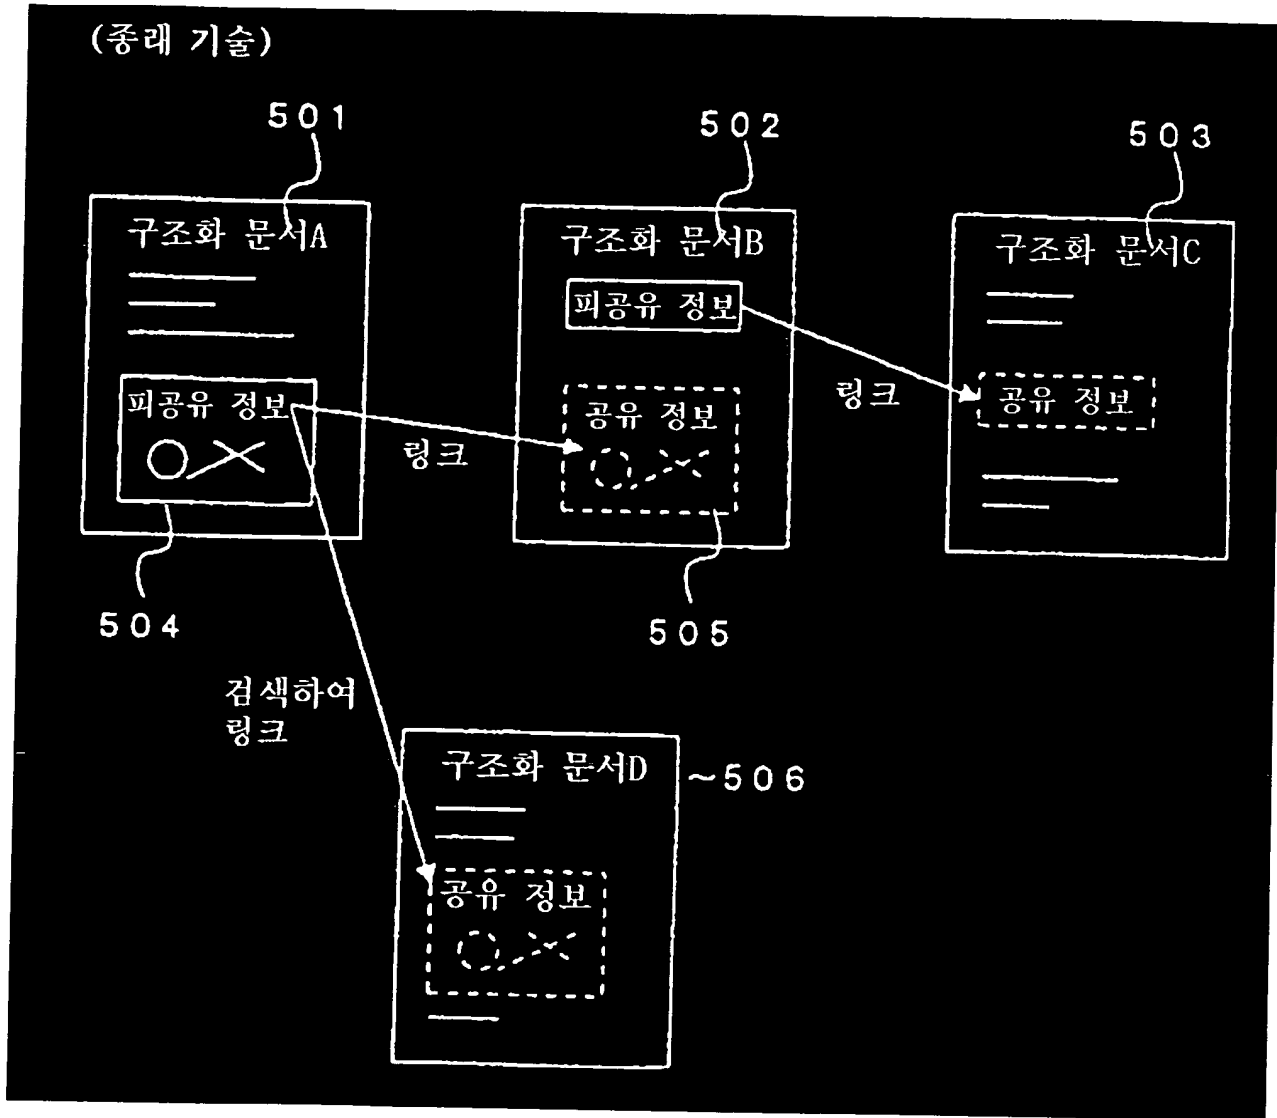 (종래 기술)
501
502
503
구조화 문서A
구조화 문서B
구조화 문서C
피공유 정보
피공유 정보
공유 정보
공유 정보
링크
링크
504
505
검색하여
링크
구조화 문서D
~506
공유 정보